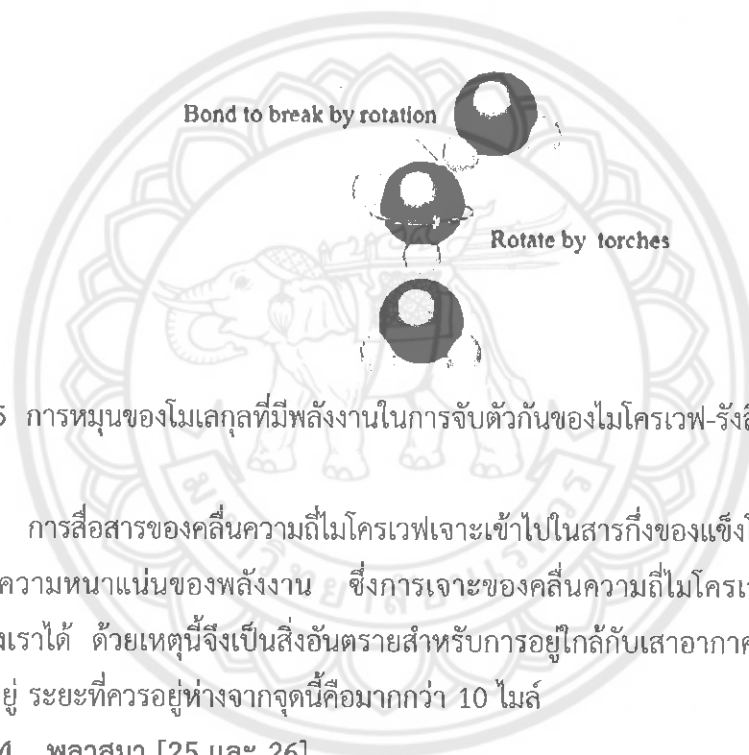 Bond to break by rotation
Rotate by torches
5 การหมุนของโมเลกุลที่มีพลังงานในการจับตัวกันของไมโครเวฟ-รังสี
การสื่อสารของคลื่นความถี่ไมโครเวฟเจาะเข้าไปในสารกึ่งของแข็งโ
ความหนาแน่นของพลังงาน ซึ่งการเจาะของคลื่นความถี่ไมโครเว
งเราได้ ด้วยเหตุนี้จึงเป็นสิ่งอันตรายสำหรับการอยู่ใกล้กับเสาอากาศ
อยู่ ระยะที่ควรอยู่ห่างจากจุดนี้คือมากกว่า 10 ไมล์
4 พลาสมา [25 และ 26]